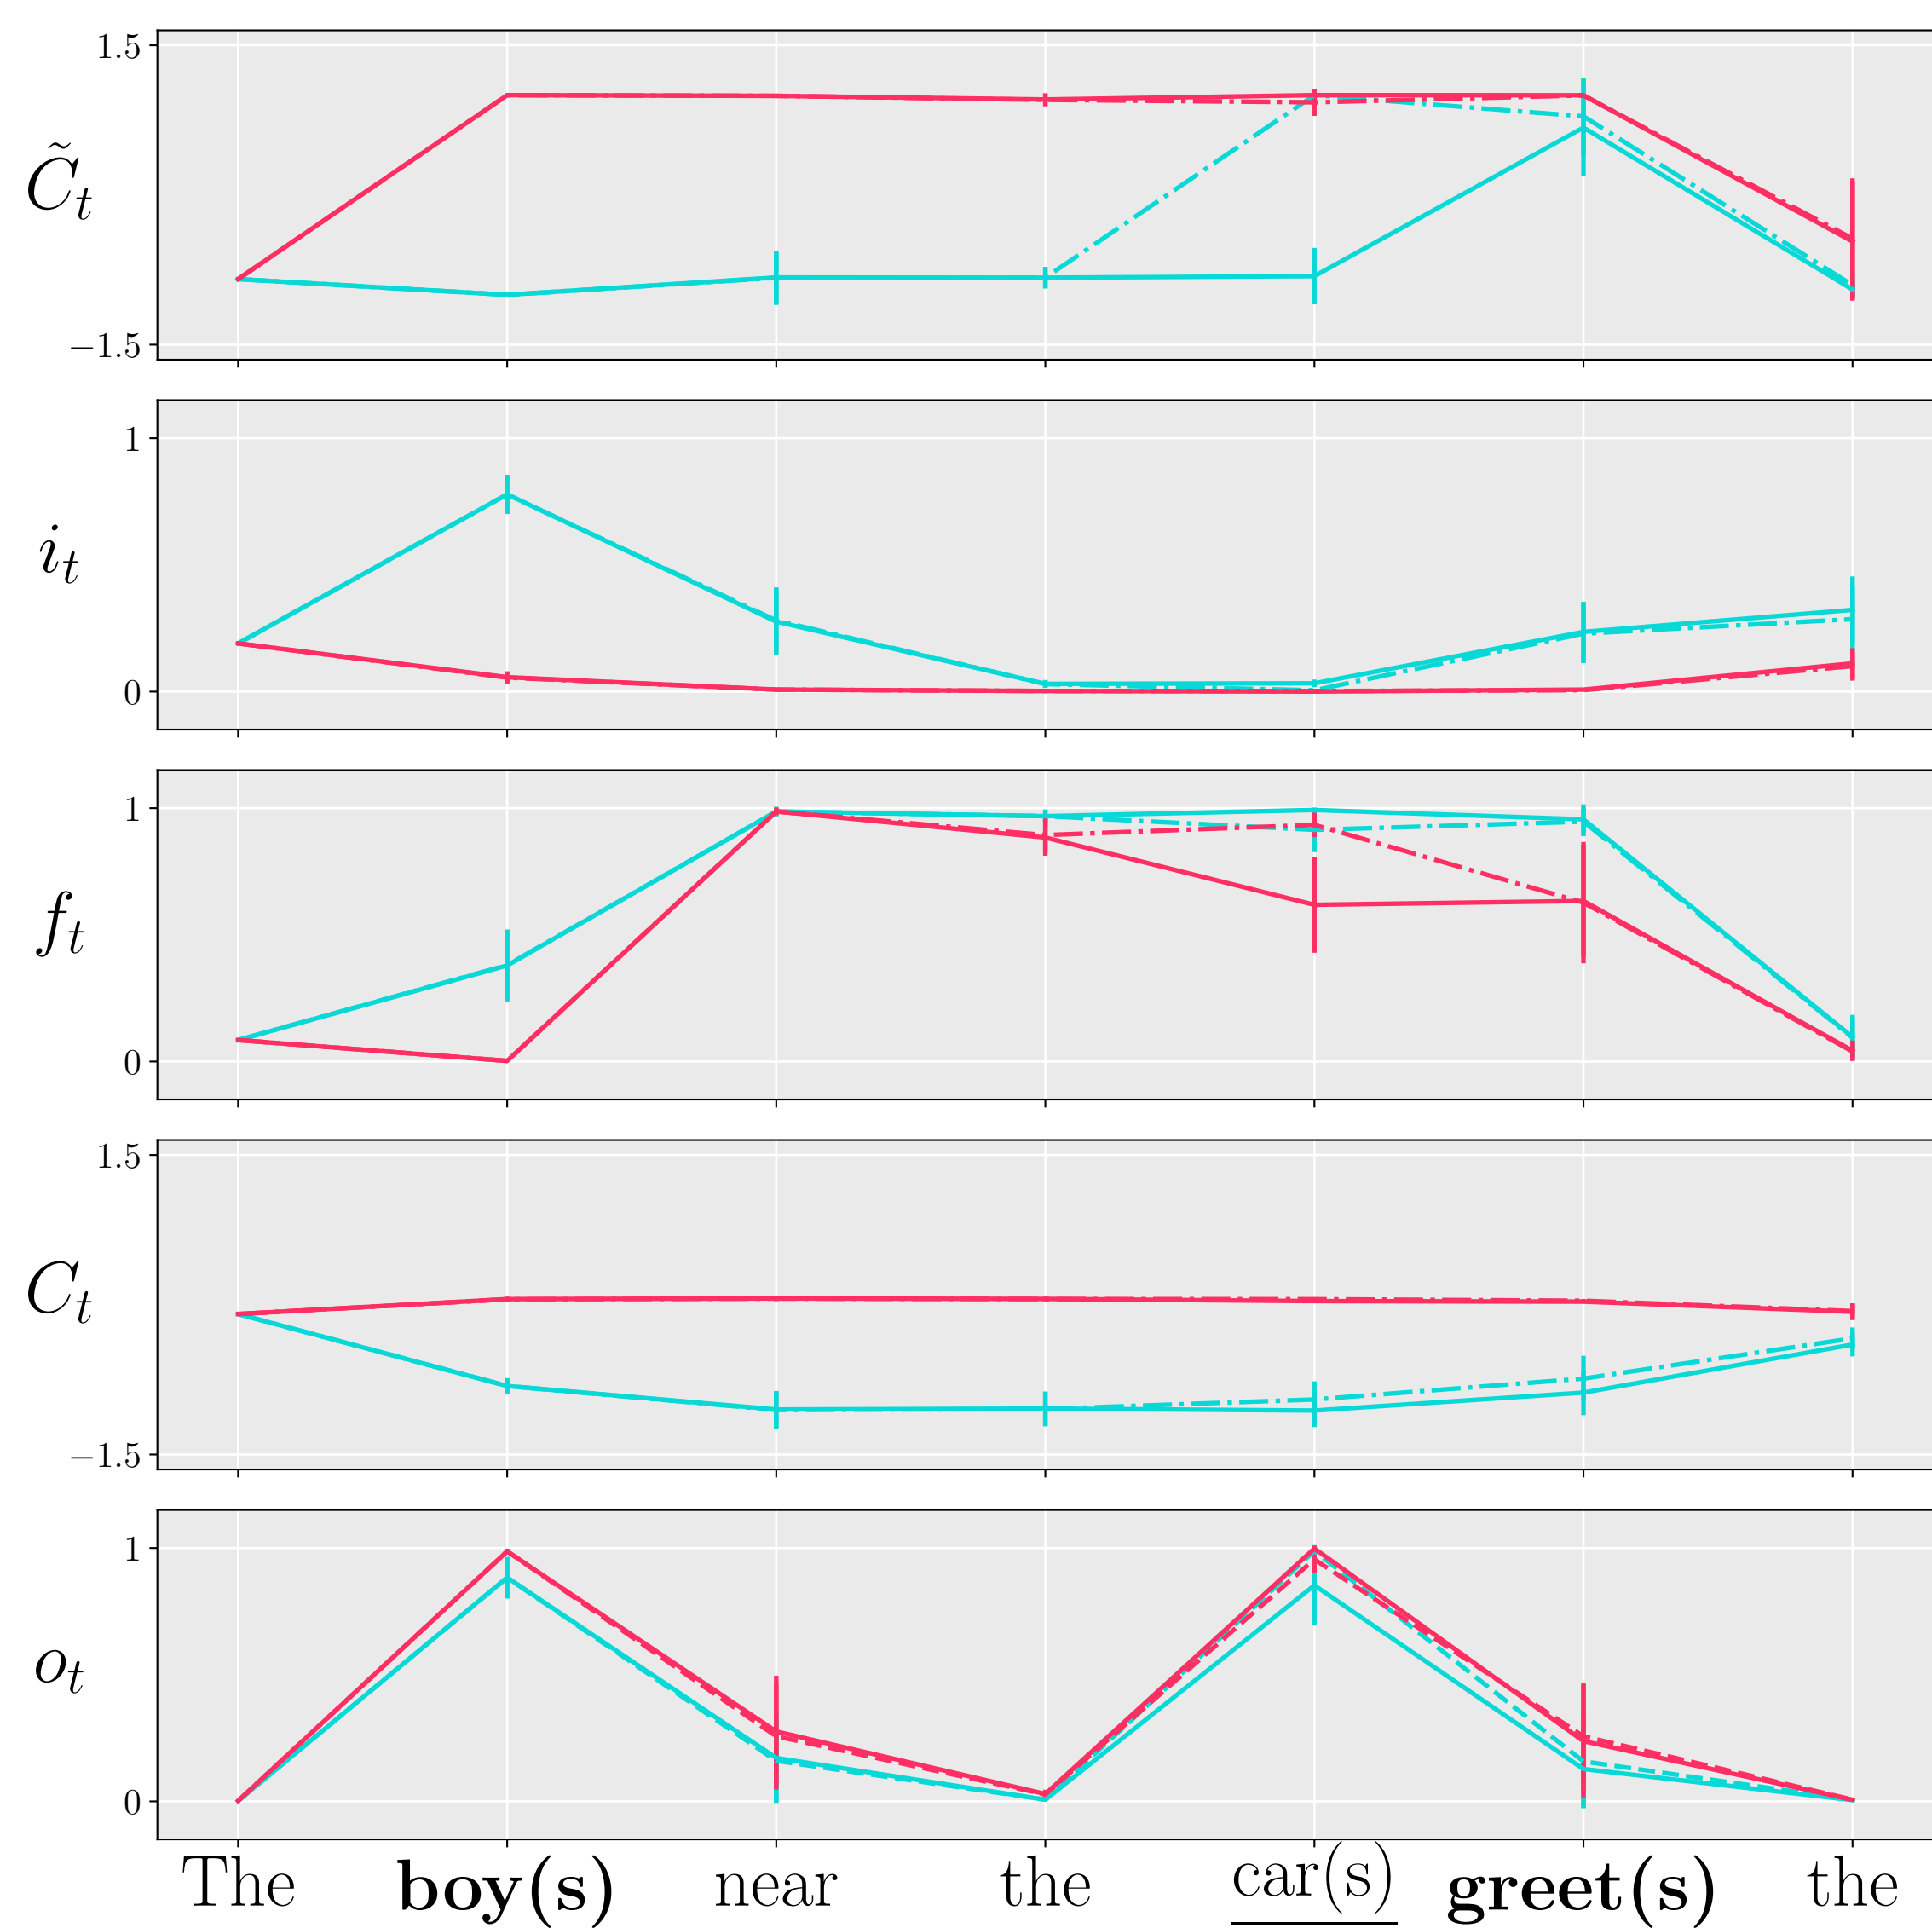 1.5
C̃t
−1.5
1
it
0
1
ft
0
1.5
Ct
−1.5
1
ot
0
The boy(s) near the car(s) greet(s) the